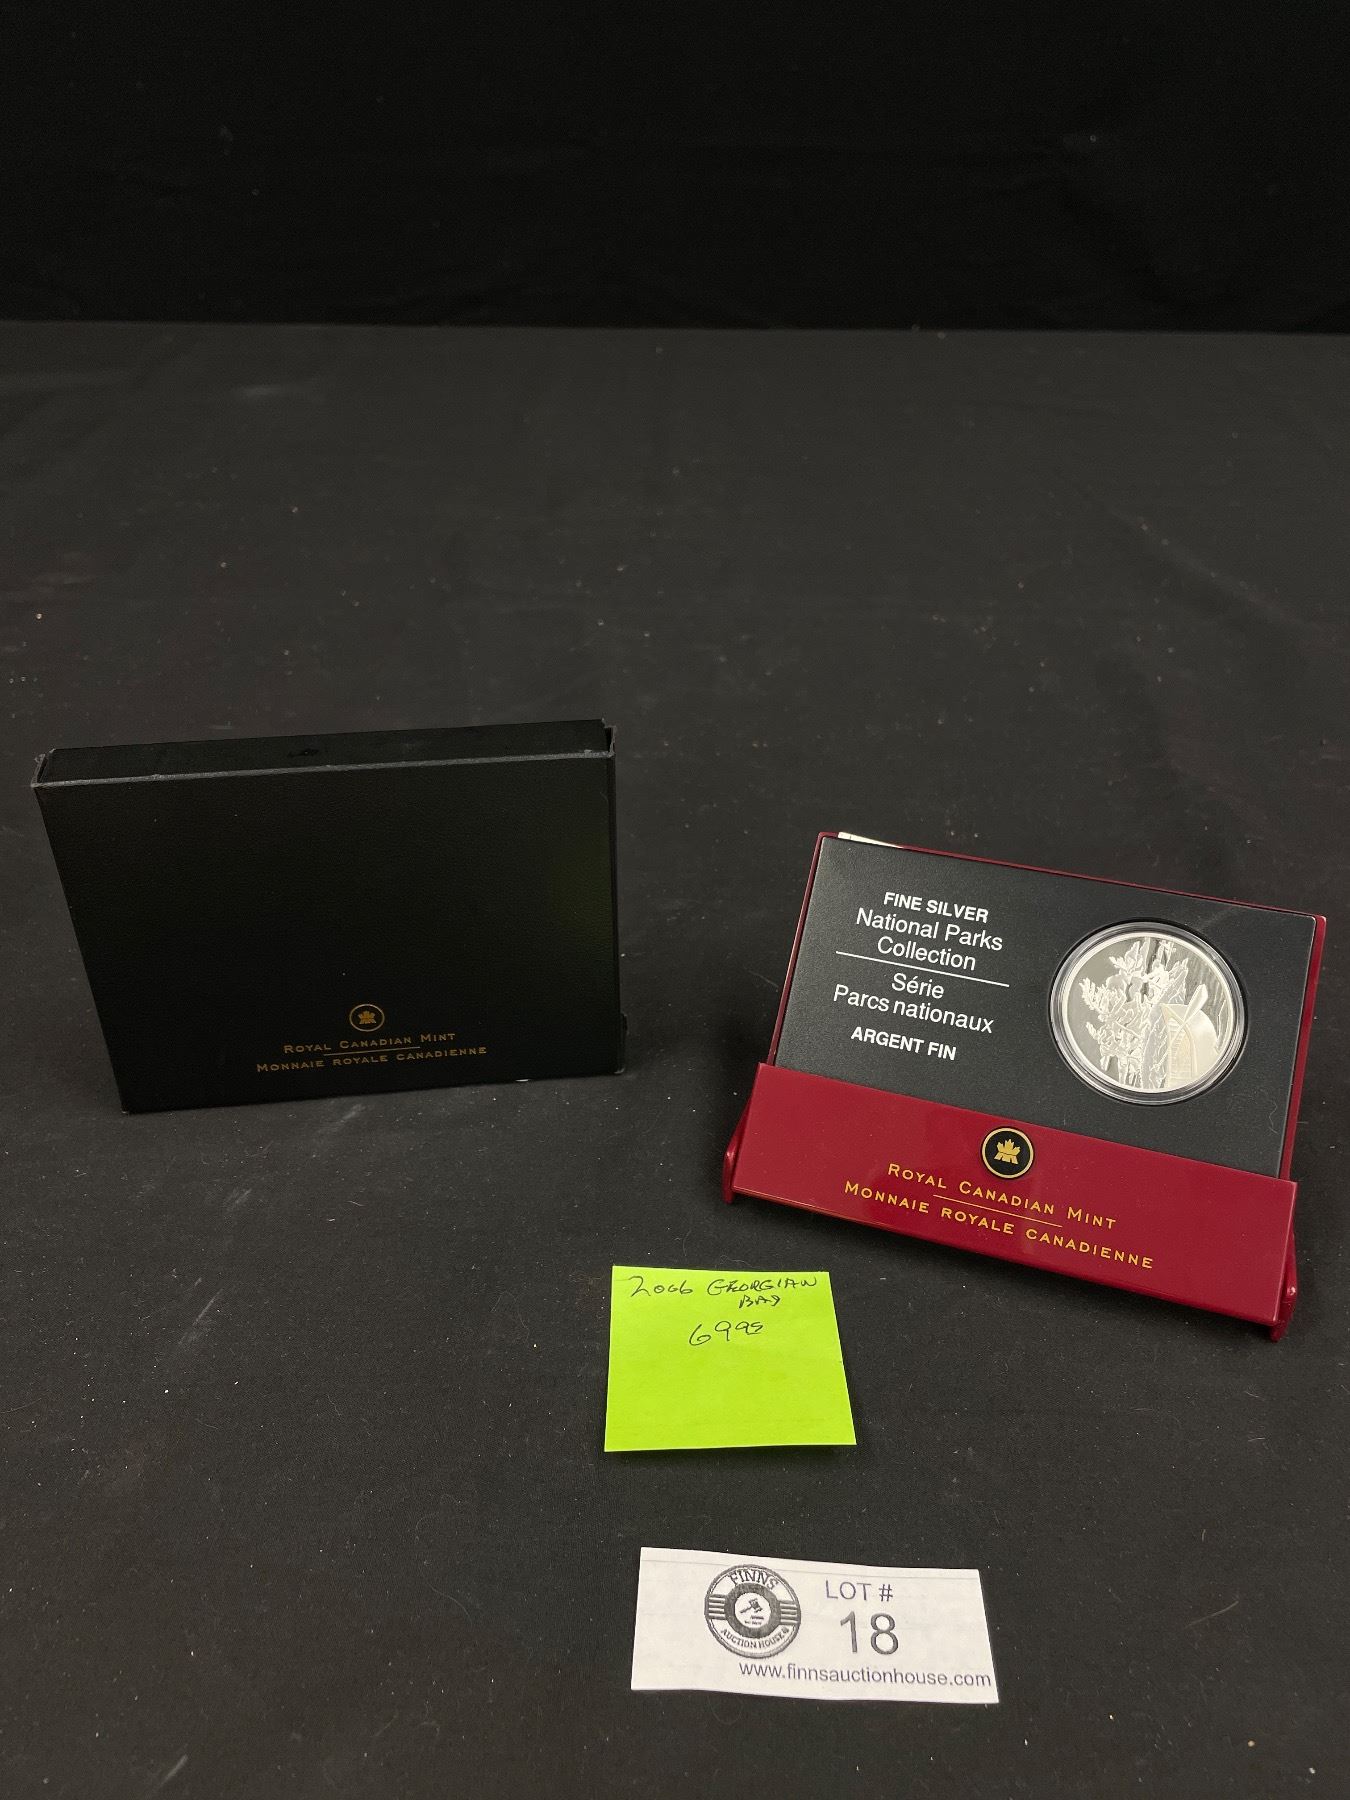 ROYAL CANADIAN MINT
MONNAIE ROYALE CANADIENNE
FINE SILVER
National Parks
Collection
Série
Parcs nationaux
ARGENT FIN
ROYAL CANADIAN MINT
MONNAIE ROYALE CANADIENNE
2006 GEORGIAN
BAY
6995
FINNS
AUCTION HOUSE
LOT #
18
www.finnsauctionhouse.com